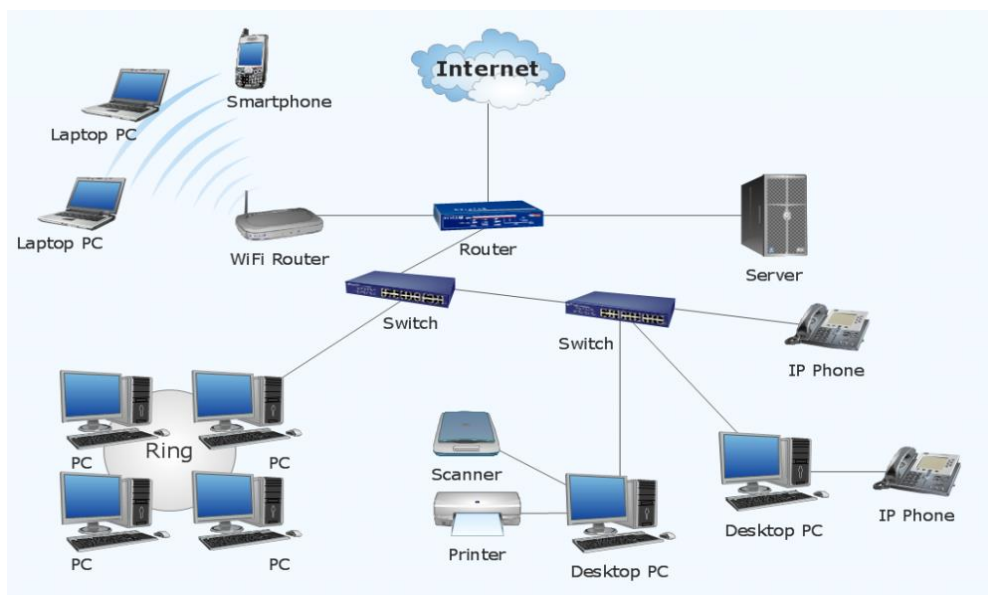 Internet
Smartphone
Laptop PC
Laptop PC
WiFi Router
Router
Server
Switch
Switch
IP Phone
Ring
PC
PC
PC
PC
Scanner
Printer
Desktop PC
Desktop PC
IP Phone